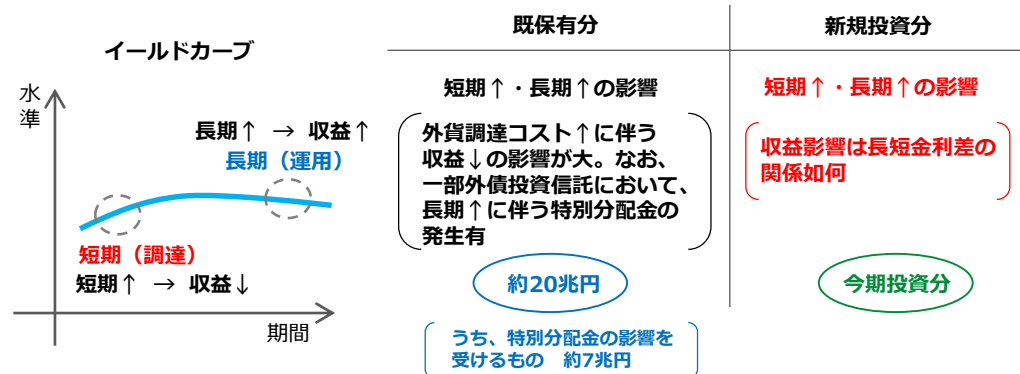 イールドカーブ
水
準
長期↑ → 収益↑
長期（運用）
短期（調達）
短期↑ → 収益↓
期間
既保有分
短期↑・長期↑の影響
外貨調達コスト↑に伴う
収益↓の影響が大。なお、
一部外債投資信託において、
長期↑に伴う特別分配金の
発生有
約20兆円
うち、特別分配金の影響を
受けるもの 約7兆円
新規投資分
短期↑・長期↑の影響
収益影響は長短金利差の
関係如何
今期投資分